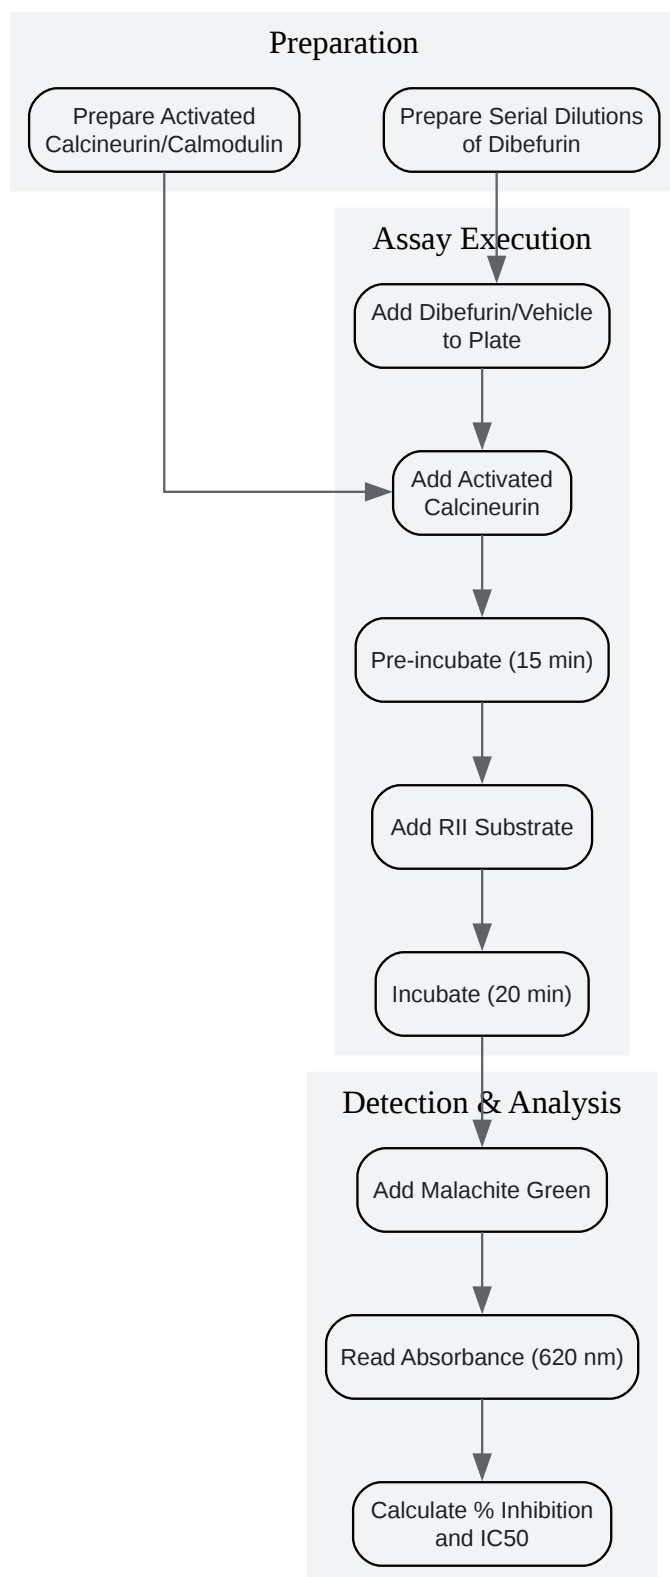 Preparation
Prepare Activated
Calcineurin/Calmodulin
Prepare Serial Dilutions
of Dibefurin
Assay Execution
Add Dibefurin/Vehicle
to Plate
Add Activated
Calcineurin
Pre-incubate (15 min)
Add RII Substrate
Incubate (20 min)
Detection & Analysis
Add Malachite Green
Read Absorbance (620 nm)
Calculate % Inhibition
and IC50